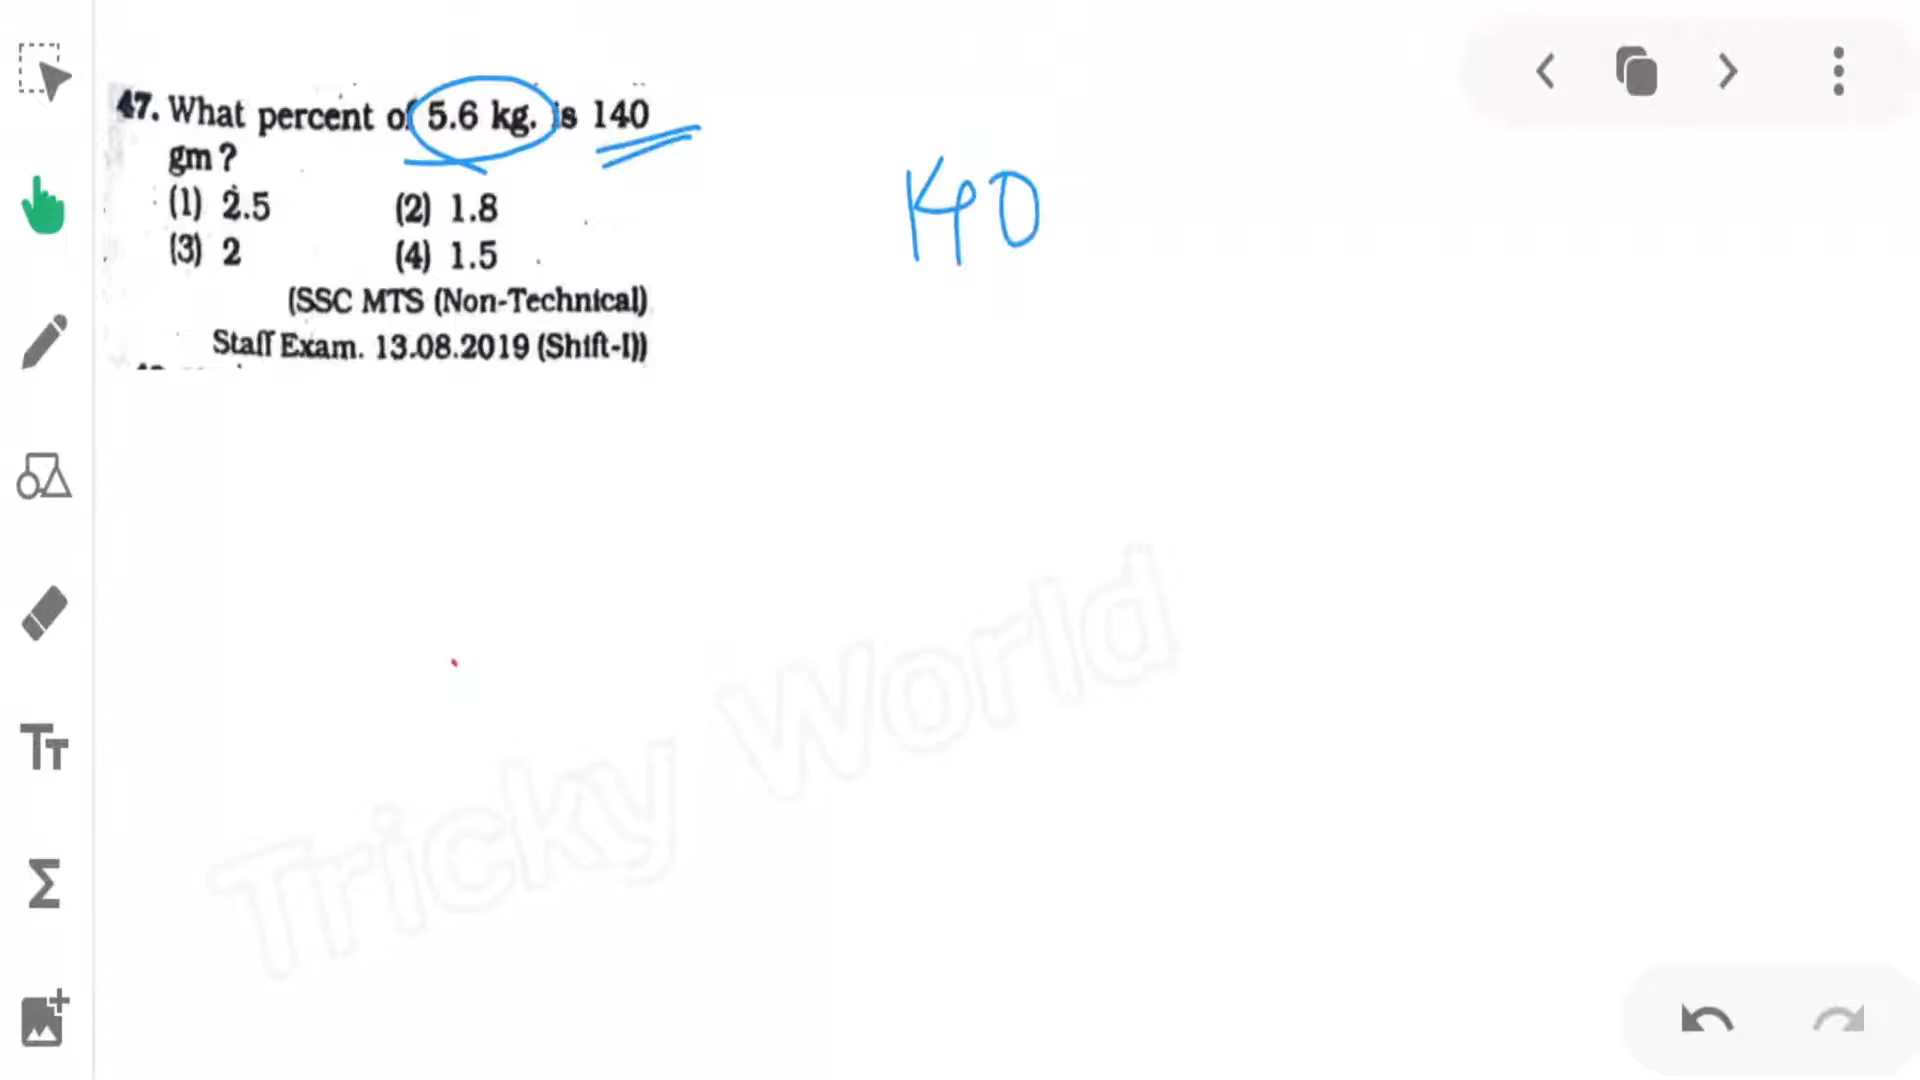 47. What percent of 5.6 kg. is 140
gm ?
(1) 2.5 (2) 1.8
(3) 2 (4) 1.5
(SSC MTS (Non-Technical)
Staff Exam. 13.08.2019 (Shift-I))
140
Tricky World